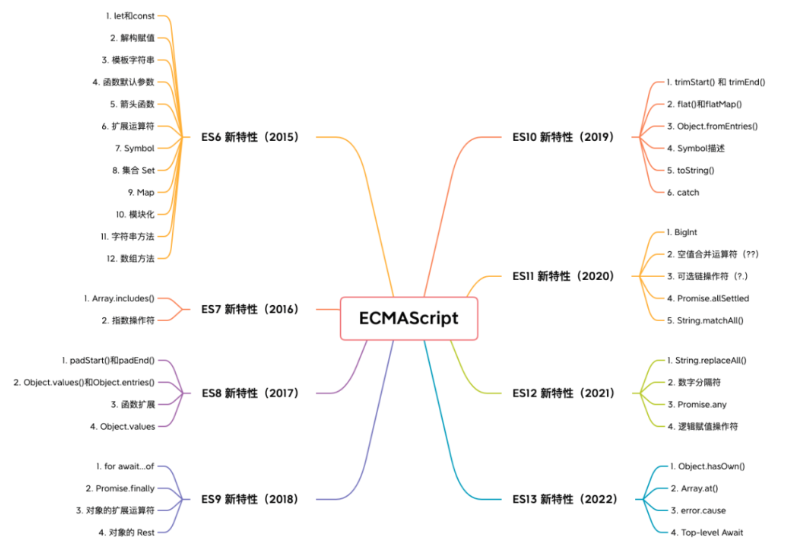 ECMAScript
ES6 新特性（2015）
1. let和const
2. 解构赋值
3. 模板字符串
4. 函数默认参数
5. 箭头函数
6. 扩展运算符
7. Symbol
8. 集合 Set
9. Map
10. 模块化
11. 字符串方法
12. 数组方法
ES7 新特性（2016）
1. Array.includes()
2. 指数操作符
ES8 新特性（2017）
1. padStart()和padEnd()
2. Object.values()和Object.entries()
3. 函数扩展
4. Object.values
ES9 新特性（2018）
1. for await...of
2. Promise.finally
3. 对象的扩展运算符
4. 对象的 Rest
ES10 新特性（2019）
1. trimStart() 和 trimEnd()
2. flat()和flatMap()
3. Object.fromEntries()
4. Symbol描述
5. toString()
6. catch
ES11 新特性（2020）
1. BigInt
2. 空值合并运算符（??）
3. 可选链操作符（?.）
4. Promise.allSettled
5. String.matchAll()
ES12 新特性（2021）
1. String.replaceAll()
2. 数字分隔符
3. Promise.any
4. 逻辑赋值操作符
ES13 新特性（2022）
1. Object.hasOwn()
2. Array.at()
3. error.cause
4. Top-level Await